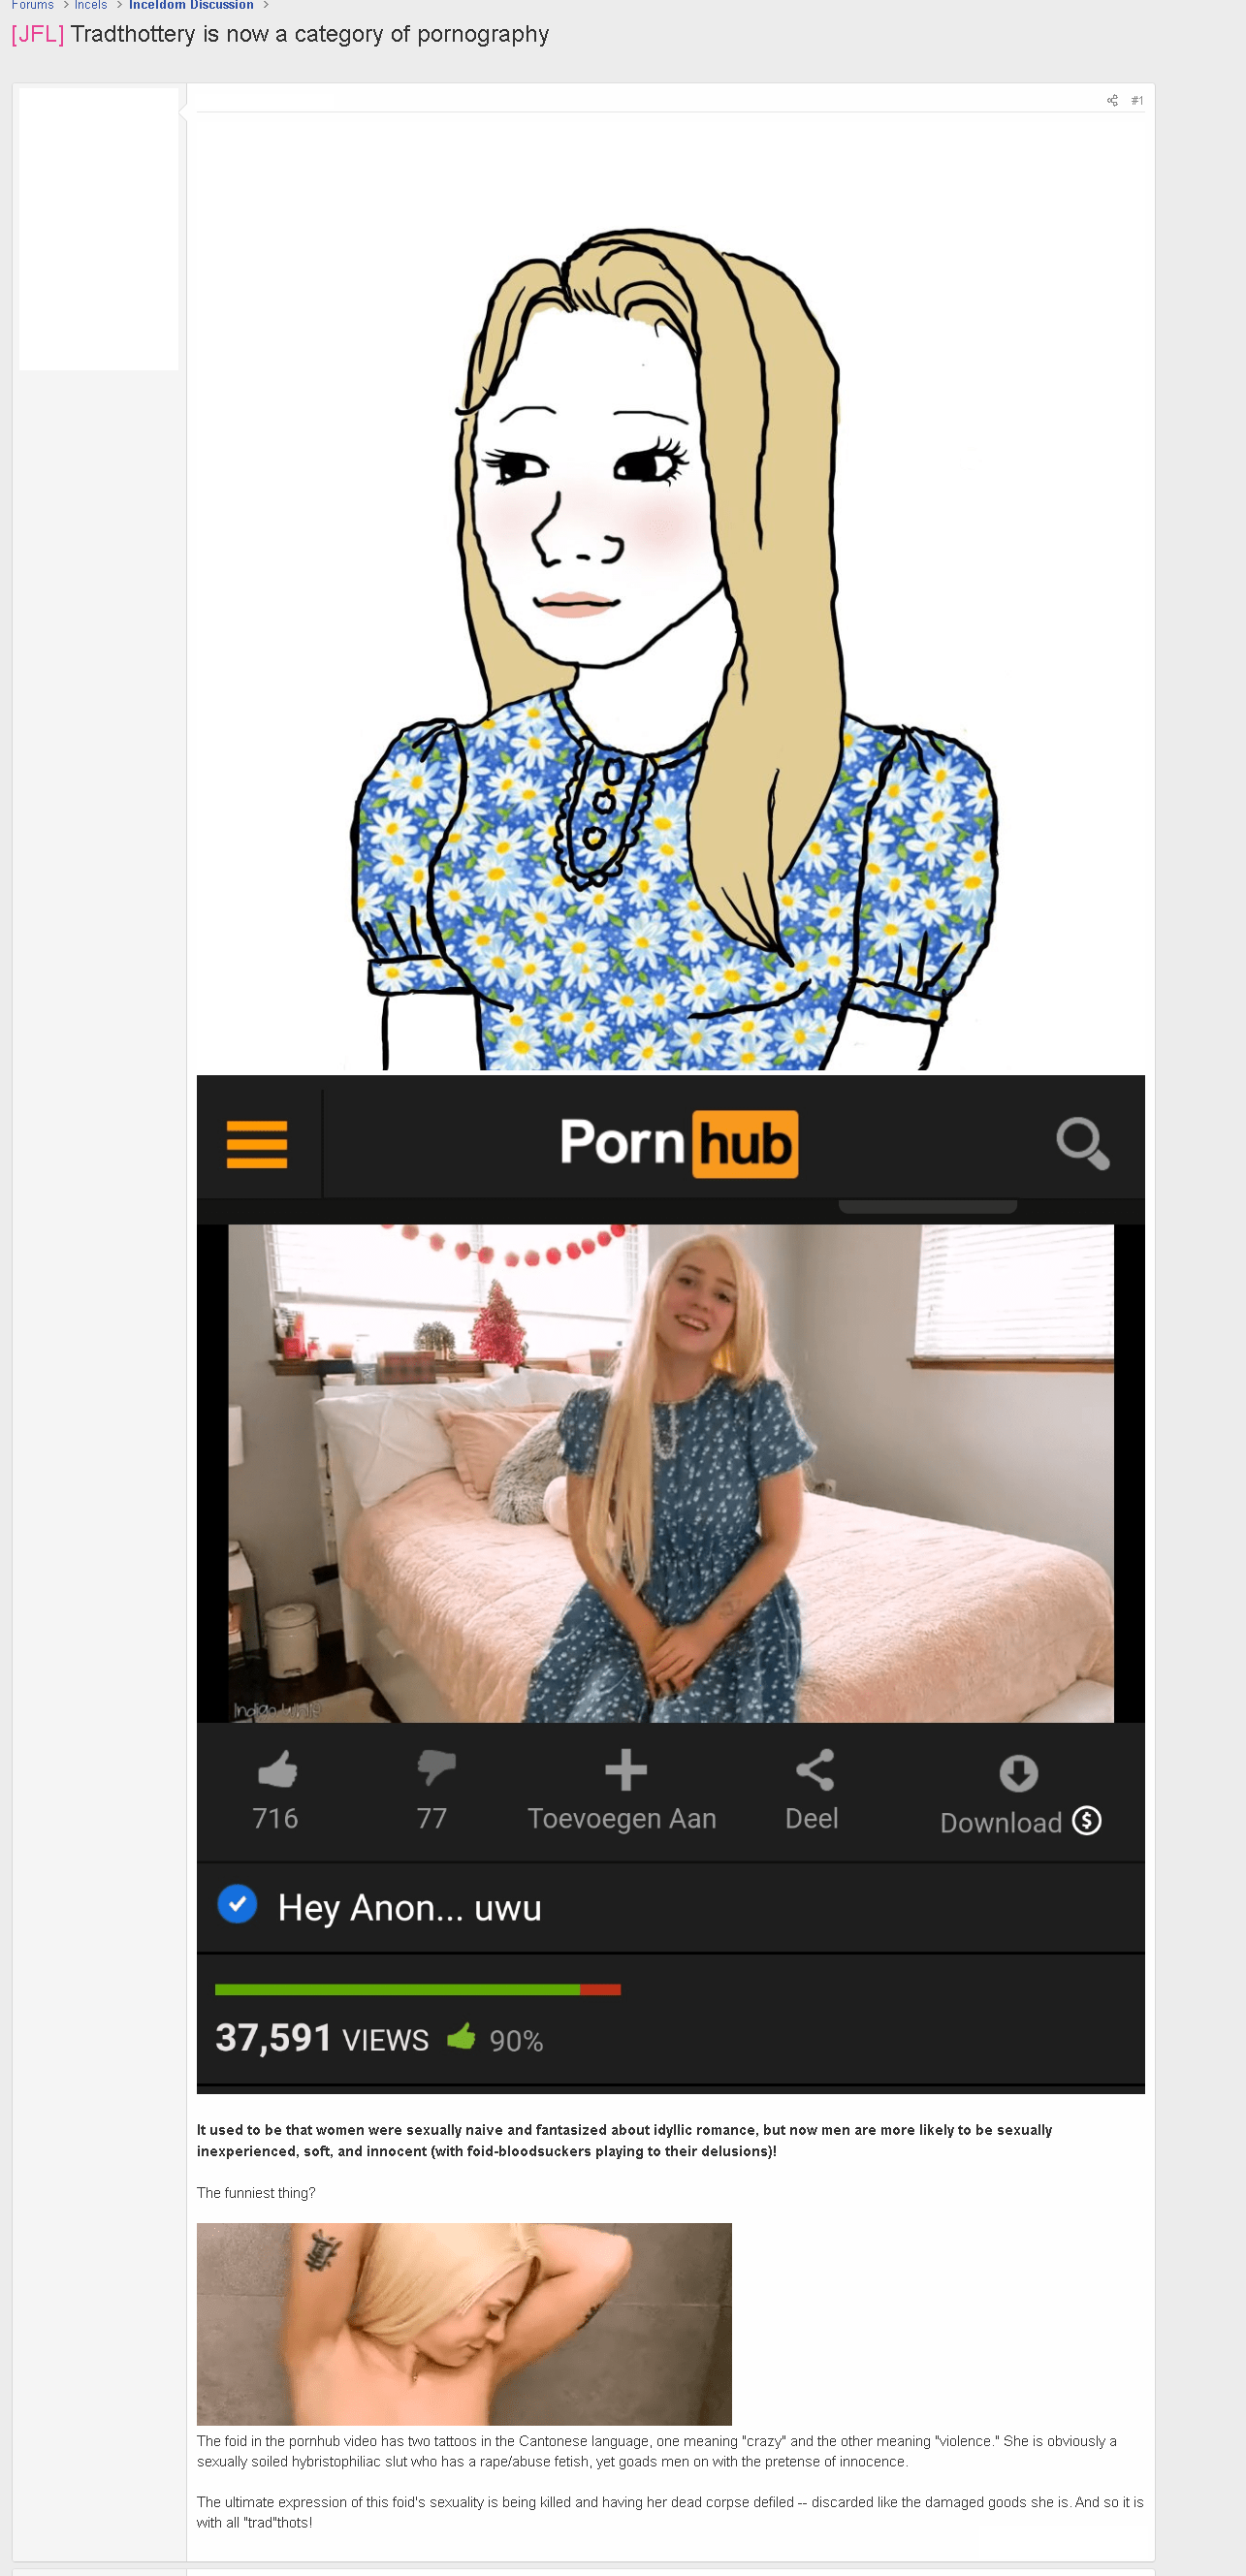 Forums > Incels > Inceldom Discussion >
[JFL] Tradthottery is now a category of pornography
#1
Porn hub
716
77
Toevoegen Aan
Deel
Download
Hey Anon... uwu
37,591 VIEWS 90%
It used to be that women were sexually naive and fantasized about idyllic romance, but now men are more likely to be sexually
inexperienced, soft, and innocent (with foid-bloodsuckers playing to their delusions)!
The funniest thing?
The foid in the pornhub video has two tattoos in the Cantonese language, one meaning "crazy" and the other meaning "violence." She is obviously a
sexually soiled hybristophiliac slut who has a rape/abuse fetish, yet goads men on with the pretense of innocence.
The ultimate expression of this foid's sexuality is being killed and having her dead corpse defiled -- discarded like the damaged goods she is. And so it is
with all "trad"thots!